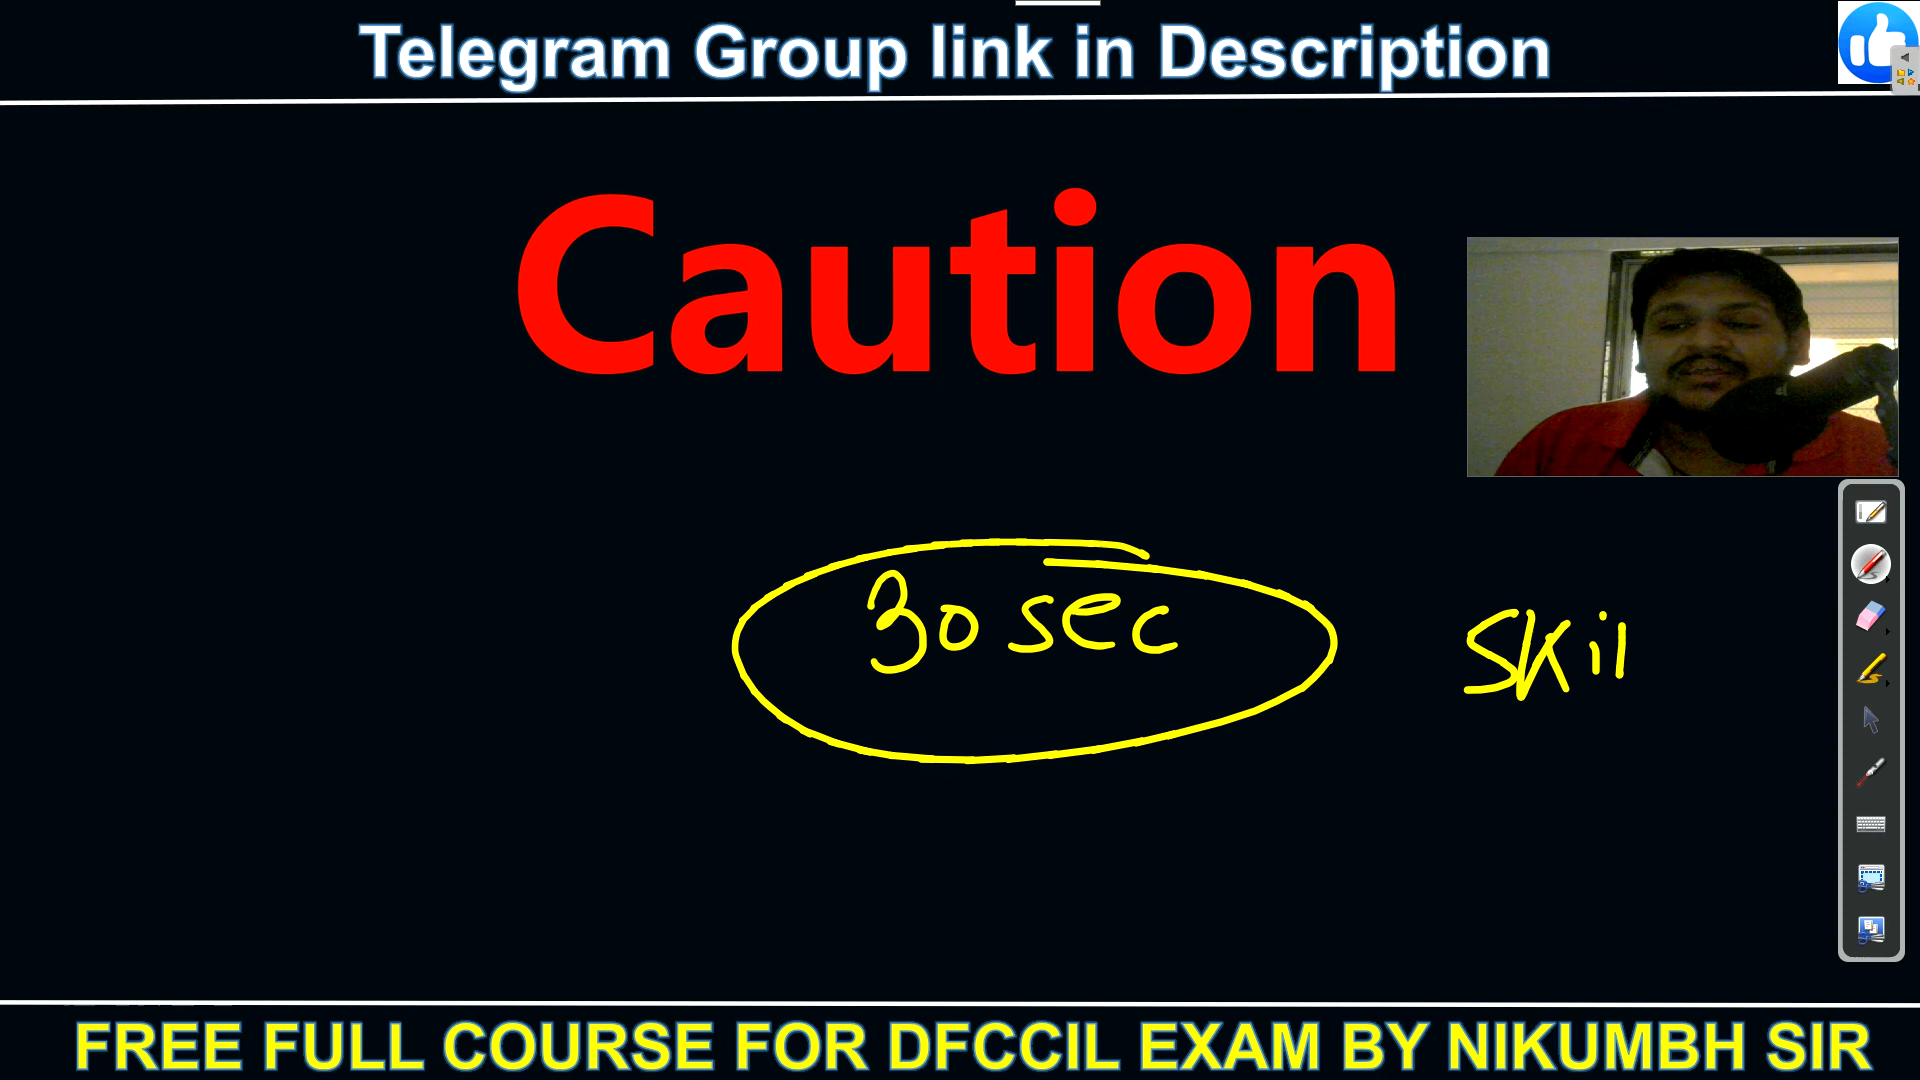 Telegram Group link in Description
Caution
30 sec
Skil
FREE FULL COURSE FOR DFCCIL EXAM BY NIKUMBH SIR